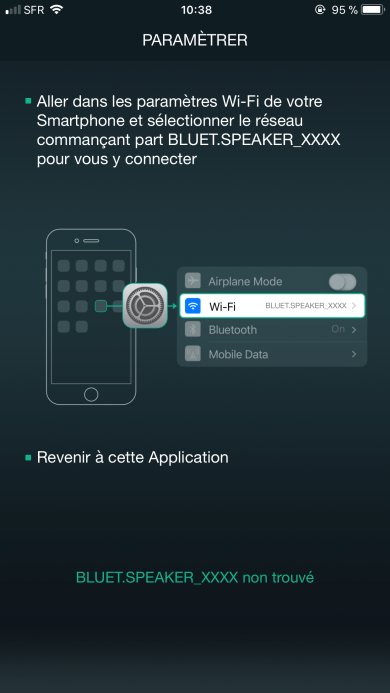 SFR 10:38 95 %
PARAMÈTRER
Aller dans les paramètres Wi-Fi de votre
Smartphone et sélectionner le réseau
commançant part BLUET.SPEAKER_XXXX
pour vous y connecter
Airplane Mode
Wi-Fi BLUET.SPEAKER_XXXX
Bluetooth On
Mobile Data
Revenir à cette Application
BLUET.SPEAKER_XXXX non trouvé